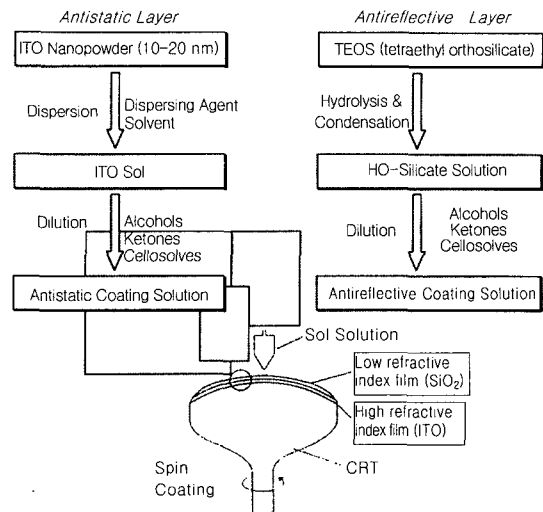 Antistatic Layer
ITO Nanopowder (10-20 nm)
Dispersion
Dispersing Agent
Solvent
ITO Sol
Dilution
Alcohols
Ketones
Cellosolves
Antistatic Coating Solution
Antireflective Layer
TEOS (tetraethyl orthosilicate)
Hydrolysis &
Condensation
HO-Silicate Solution
Dilution
Alcohols
Ketones
Cellosolves
Antireflective Coating Solution
Sol Solution
Low refractive
index film (SiO₂)
High refractive
index film (ITO)
CRT
Spin
Coating